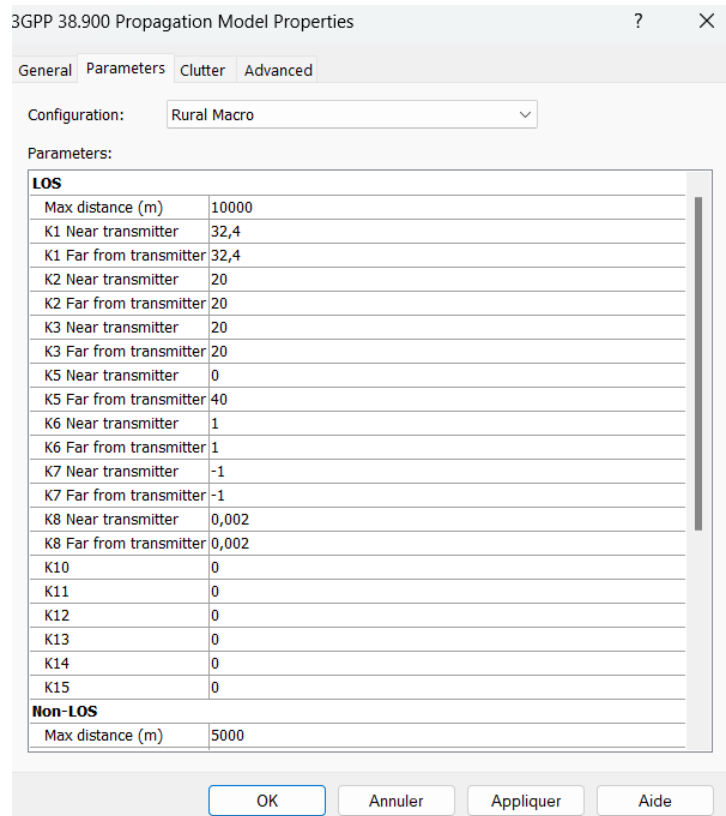 3GPP 38.900 Propagation Model Properties ? ×
General Parameters Clutter Advanced
Configuration: Rural Macro
Parameters:
LOS
Max distance (m) 10000
K1 Near transmitter 32,4
K1 Far from transmitter 32,4
K2 Near transmitter 20
K2 Far from transmitter 20
K3 Near transmitter 20
K3 Far from transmitter 20
K5 Near transmitter 0
K5 Far from transmitter 40
K6 Near transmitter 1
K6 Far from transmitter 1
K7 Near transmitter -1
K7 Far from transmitter -1
K8 Near transmitter 0,002
K8 Far from transmitter 0,002
K10 0
K11 0
K12 0
K13 0
K14 0
K15 0
Non-LOS
Max distance (m) 5000
OK Annuler Appliquer Aide